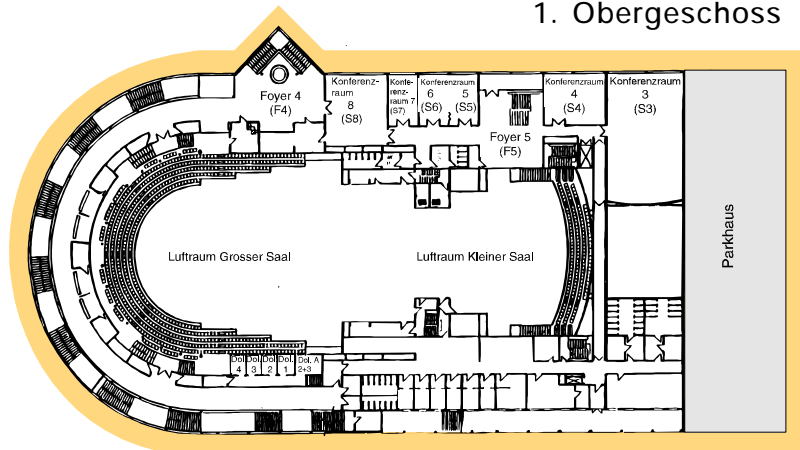 1. Obergeschoss
Foyer 4
(F4)
Konferenz-
raum
8
(S8)
Konfe-
renz-
raum 7
(S7)
Konferenzraum
6 5
(S6) (S5)
Foyer 5
(F5)
Konferenzraum
4
(S4)
Konferenzraum
3
(S3)
Parkhaus
Luftraum Grosser Saal
Luftraum Kleiner Saal
Dol. Dol. Dol. Dol. Dol. A
4 3 2 1 2+3